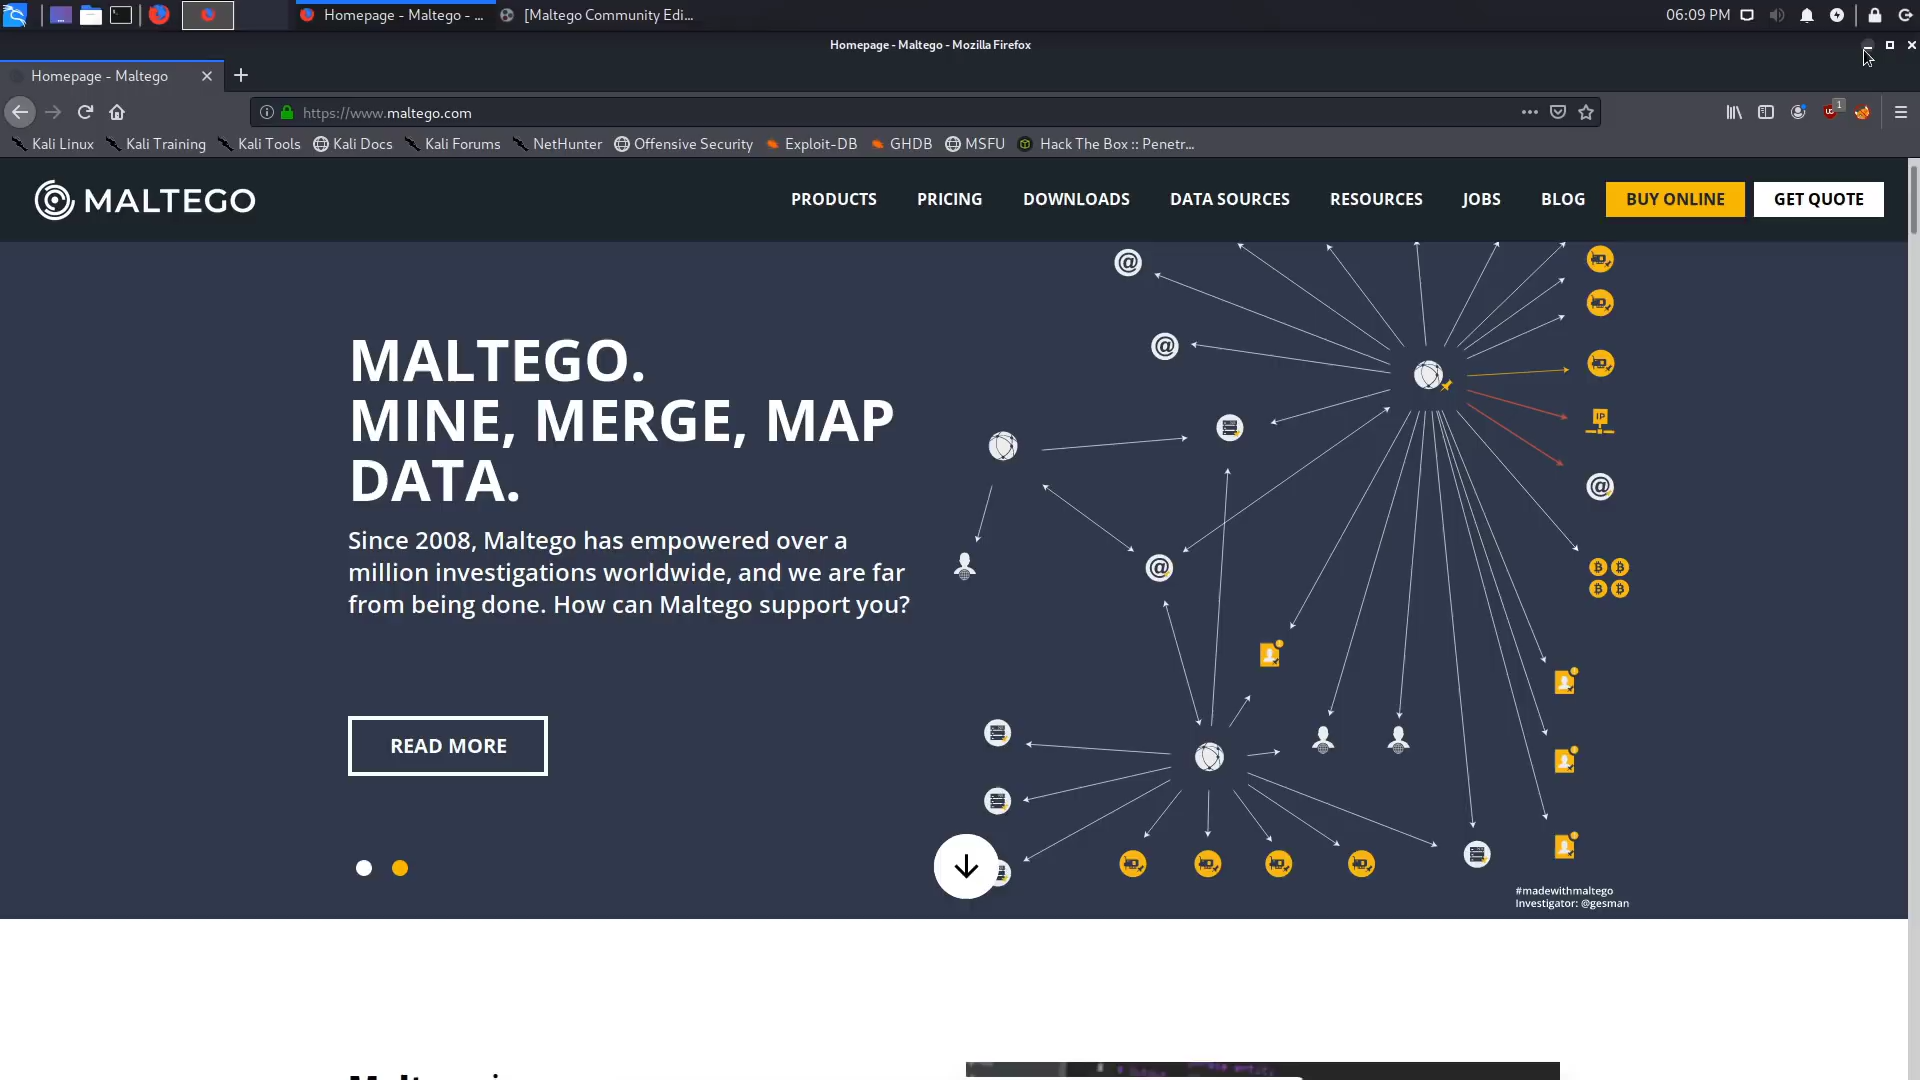 Homepage - Maltego - ...
[Maltego Community Edi...
06:09 PM
Homepage - Maltego - Mozilla Firefox
Homepage - Maltego
https://www.maltego.com
1
Kali Linux
Kali Training
Kali Tools
Kali Docs
Kali Forums
NetHunter
Offensive Security
Exploit-DB
GHDB
MSFU
Hack The Box :: Penetr...
MALTEGO
PRODUCTS
PRICING
DOWNLOADS
DATA SOURCES
RESOURCES
JOBS
BLOG
BUY ONLINE
GET QUOTE
MALTEGO.
MINE, MERGE, MAP
DATA.
Since 2008, Maltego has empowered over a
million investigations worldwide, and we are far
from being done. How can Maltego support you?
IP
READ MORE
#madewithmaltego
Investigator: @gesman